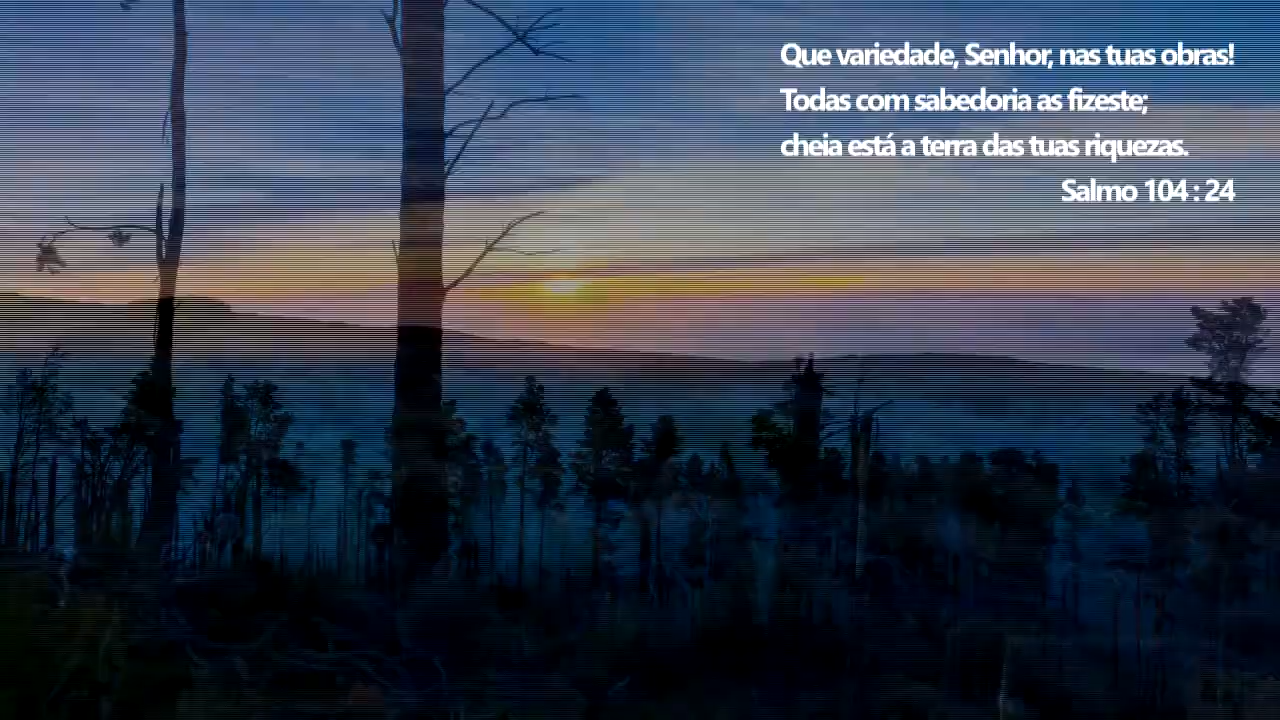 Que variedade, Senhor, nas tuas obras!
Todas com sabedoria as fizeste;
cheia está a terra das tuas riquezas.
Salmo 104 : 24